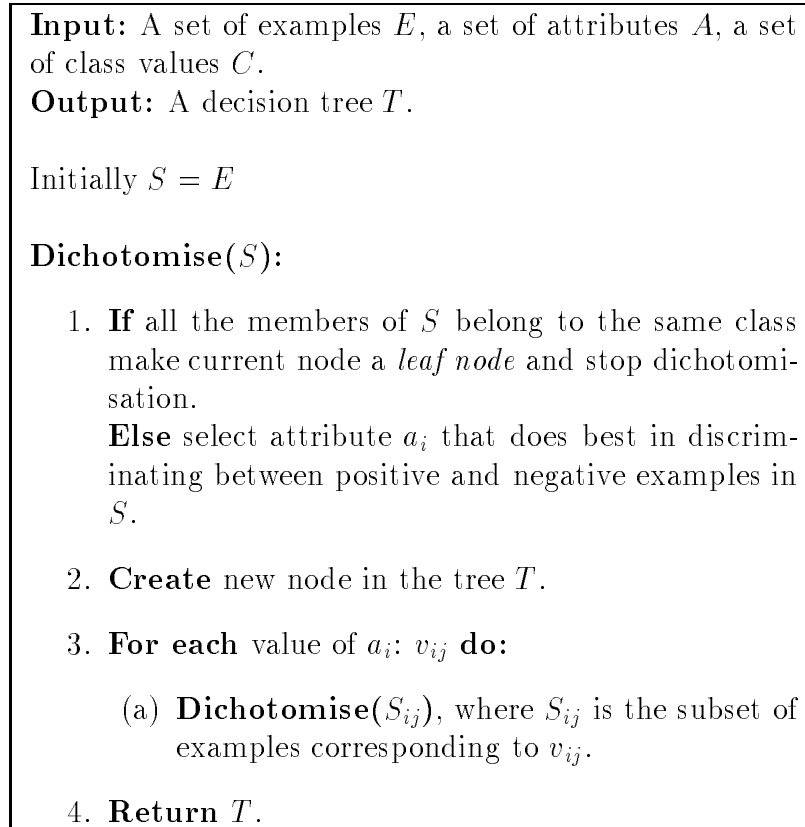 Input: A set of examples E, a set of attributes A, a set
of class values C.
Output: A decision tree T.
Initially S = E
Dichotomise(S):
1. If all the members of S belong to the same class
make current node a leaf node and stop dichotomi-
sation.
Else select attribute a_i that does best in discrim-
inating between positive and negative examples in
S.
2. Create new node in the tree T.
3. For each value of a_i: v_ij do:
(a) Dichotomise(S_ij), where S_ij is the subset of
examples corresponding to v_ij.
4. Return T.